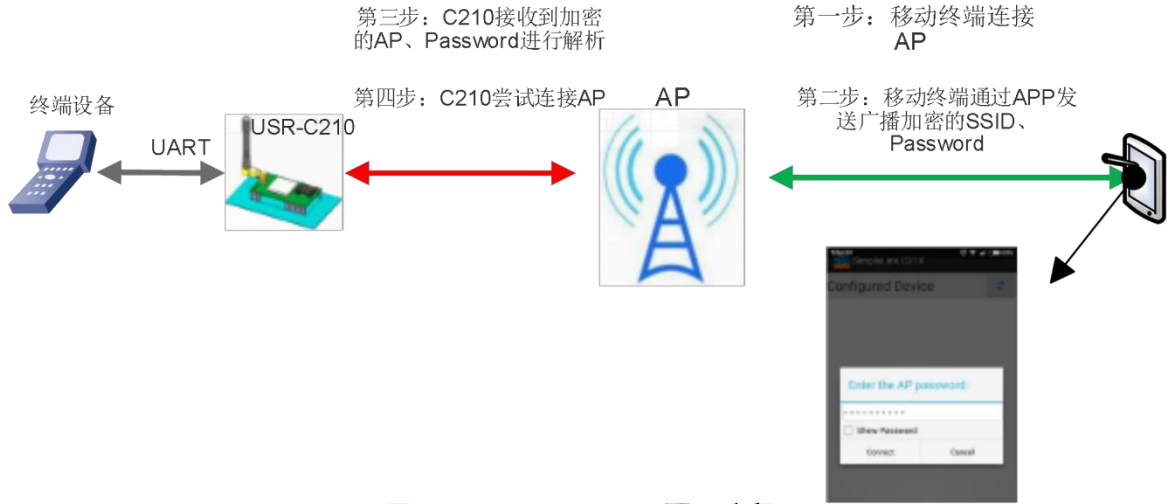 第三步：C210接收到加密
的AP、Password进行解析
第一步：移动终端连接
AP
第四步：C210尝试连接AP
AP
第二步：移动终端通过APP发
送广播加密的SSID、
Password
终端设备
UART
USR-C210
Configured Device
Enter the AP password:
Show Password
Connect
Cancel